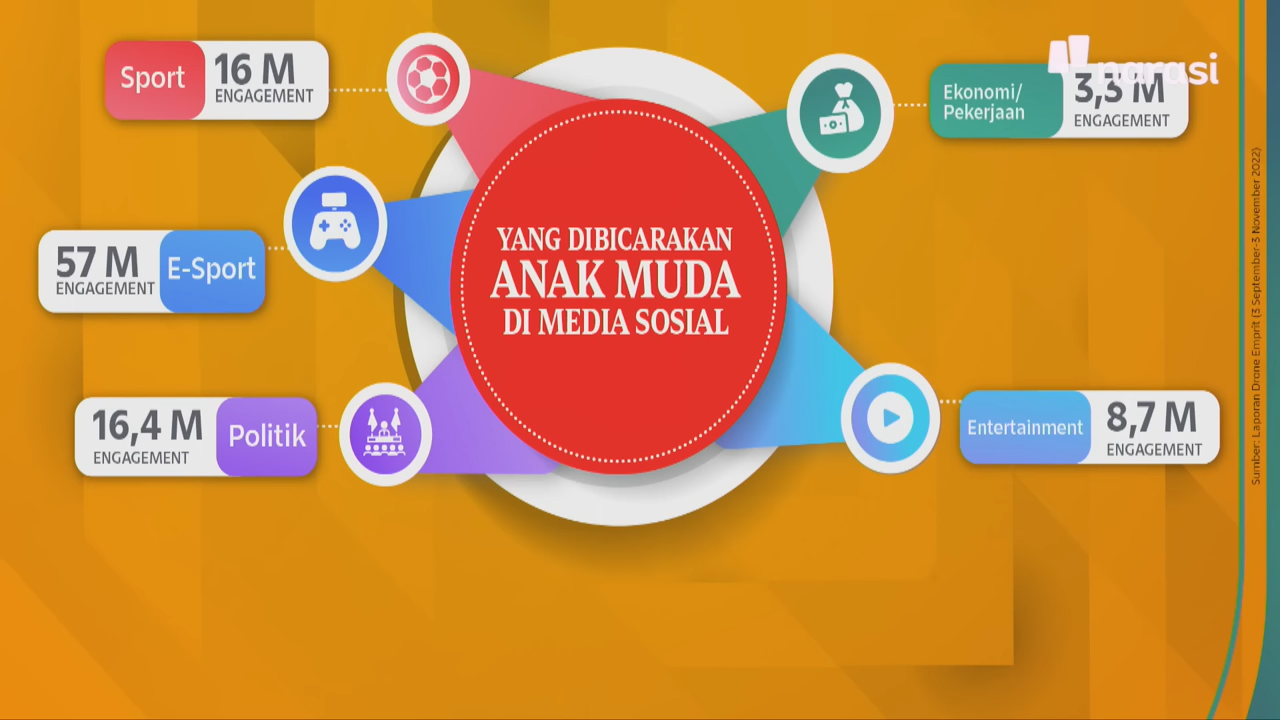 Sport
16 M
ENGAGEMENT
narasi
Ekonomi/
Pekerjaan
3,3 M
ENGAGEMENT
57 M
ENGAGEMENT
E-Sport
YANG DIBICARAKAN
ANAK MUDA
DI MEDIA SOSIAL
16,4 M
ENGAGEMENT
Politik
Entertainment
8,7 M
ENGAGEMENT
Sumber: Laporan Drone Emprit (3 September-3 November 2022)